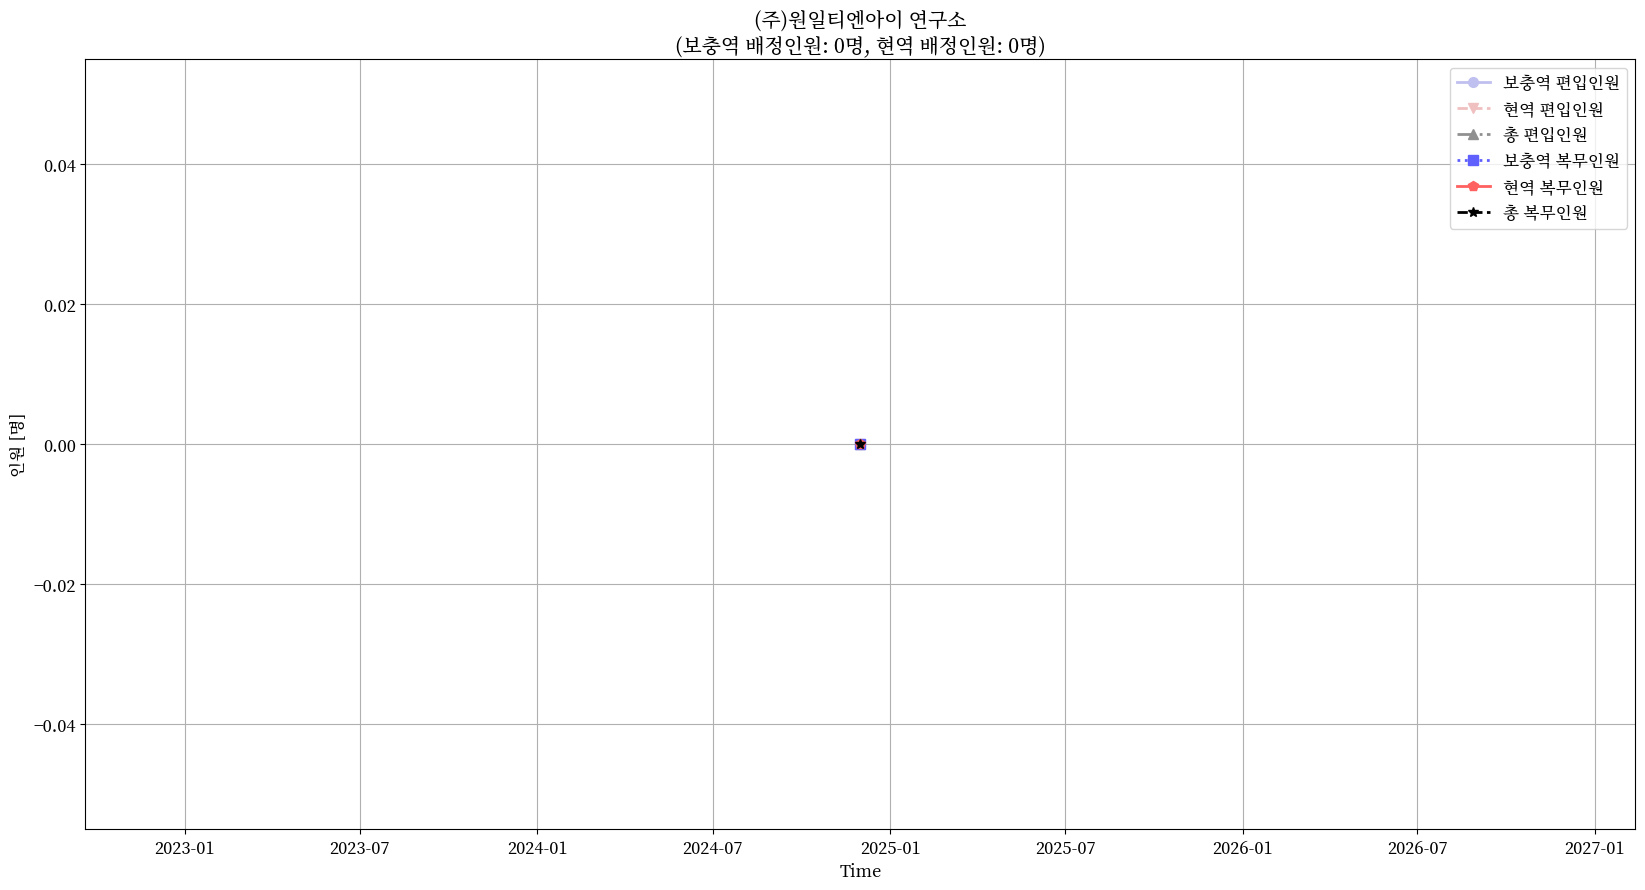 (주)원일티엔아이 연구소
(보충역 배정인원: 0명, 현역 배정인원: 0명)
보충역 편입인원
현역 편입인원
총 편입인원
보충역 복무인원
현역 복무인원
총 복무인원
0.04
0.02
0.00
−0.02
−0.04
인원 [명]
2023-01
2023-07
2024-01
2024-07
2025-01
2025-07
2026-01
2026-07
2027-01
Time